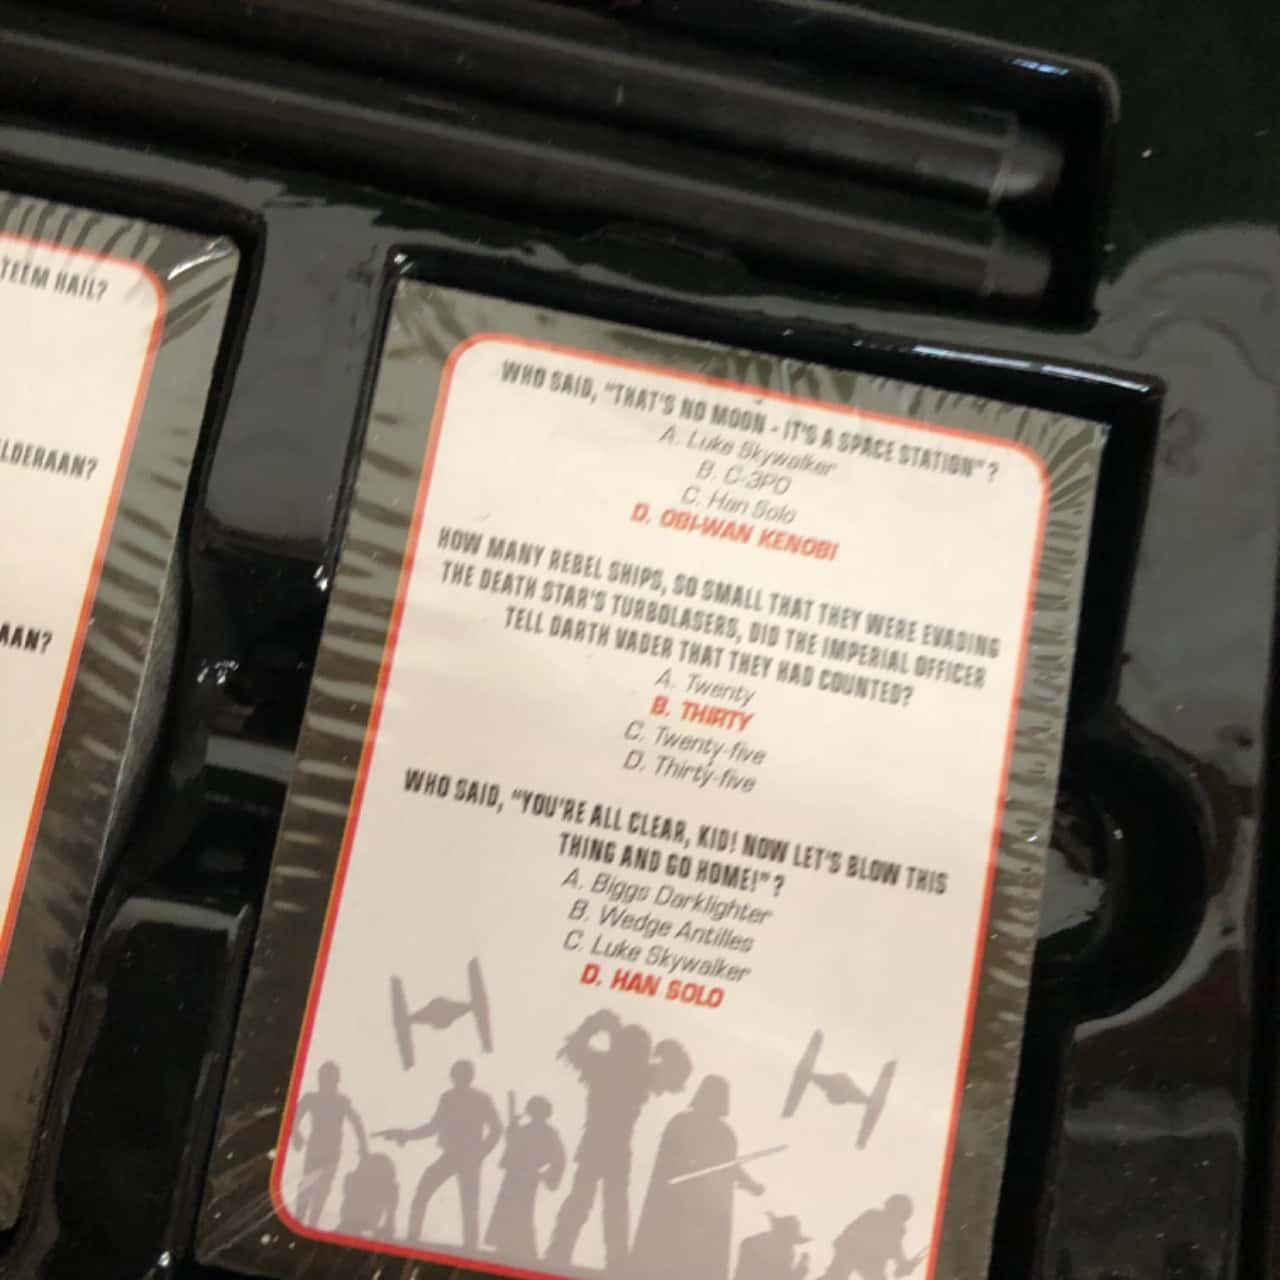 TEEM HAIL?
LDERAAN?
AAN?
WHO SAID, "THAT'S NO MOON - IT'S A SPACE STATION"?
A. Luke Skywalker
B. C-3PO
C. Han Solo
D. OBI-WAN KENOBI
HOW MANY REBEL SHIPS, SO SMALL THAT THEY WERE EVADING
THE DEATH STAR'S TURBOLASERS, DID THE IMPERIAL OFFICER
TELL DARTH VADER THAT THEY HAD COUNTED?
A. Twenty
B. THIRTY
C. Twenty-five
D. Thirty-five
WHO SAID, "YOU'RE ALL CLEAR, KID! NOW LET'S BLOW THIS
THING AND GO HOME!"?
A. Biggs Darklighter
B. Wedge Antilles
C. Luke Skywalker
D. HAN SOLO